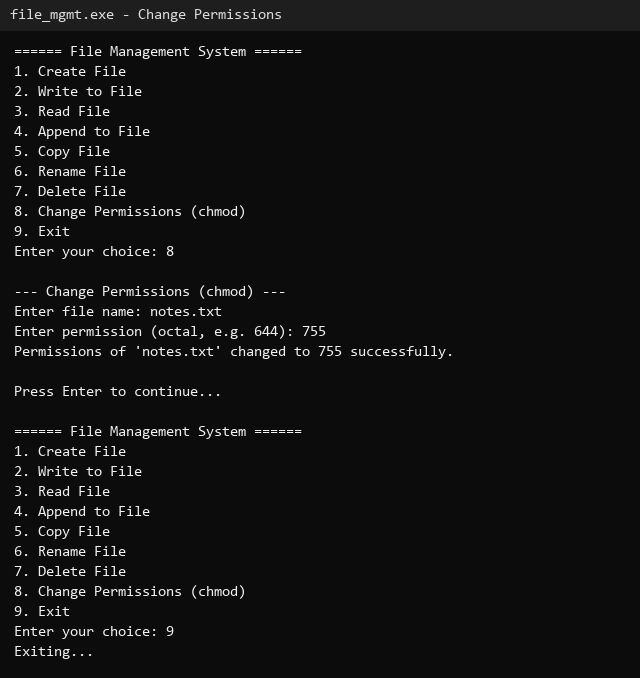 file_mgmt.exe - Change Permissions
====== File Management System ======
1. Create File
2. Write to File
3. Read File
4. Append to File
5. Copy File
6. Rename File
7. Delete File
8. Change Permissions (chmod)
9. Exit
Enter your choice: 8
--- Change Permissions (chmod) ---
Enter file name: notes.txt
Enter permission (octal, e.g. 644): 755
Permissions of 'notes.txt' changed to 755 successfully.
Press Enter to continue...
====== File Management System ======
1. Create File
2. Write to File
3. Read File
4. Append to File
5. Copy File
6. Rename File
7. Delete File
8. Change Permissions (chmod)
9. Exit
Enter your choice: 9
Exiting...